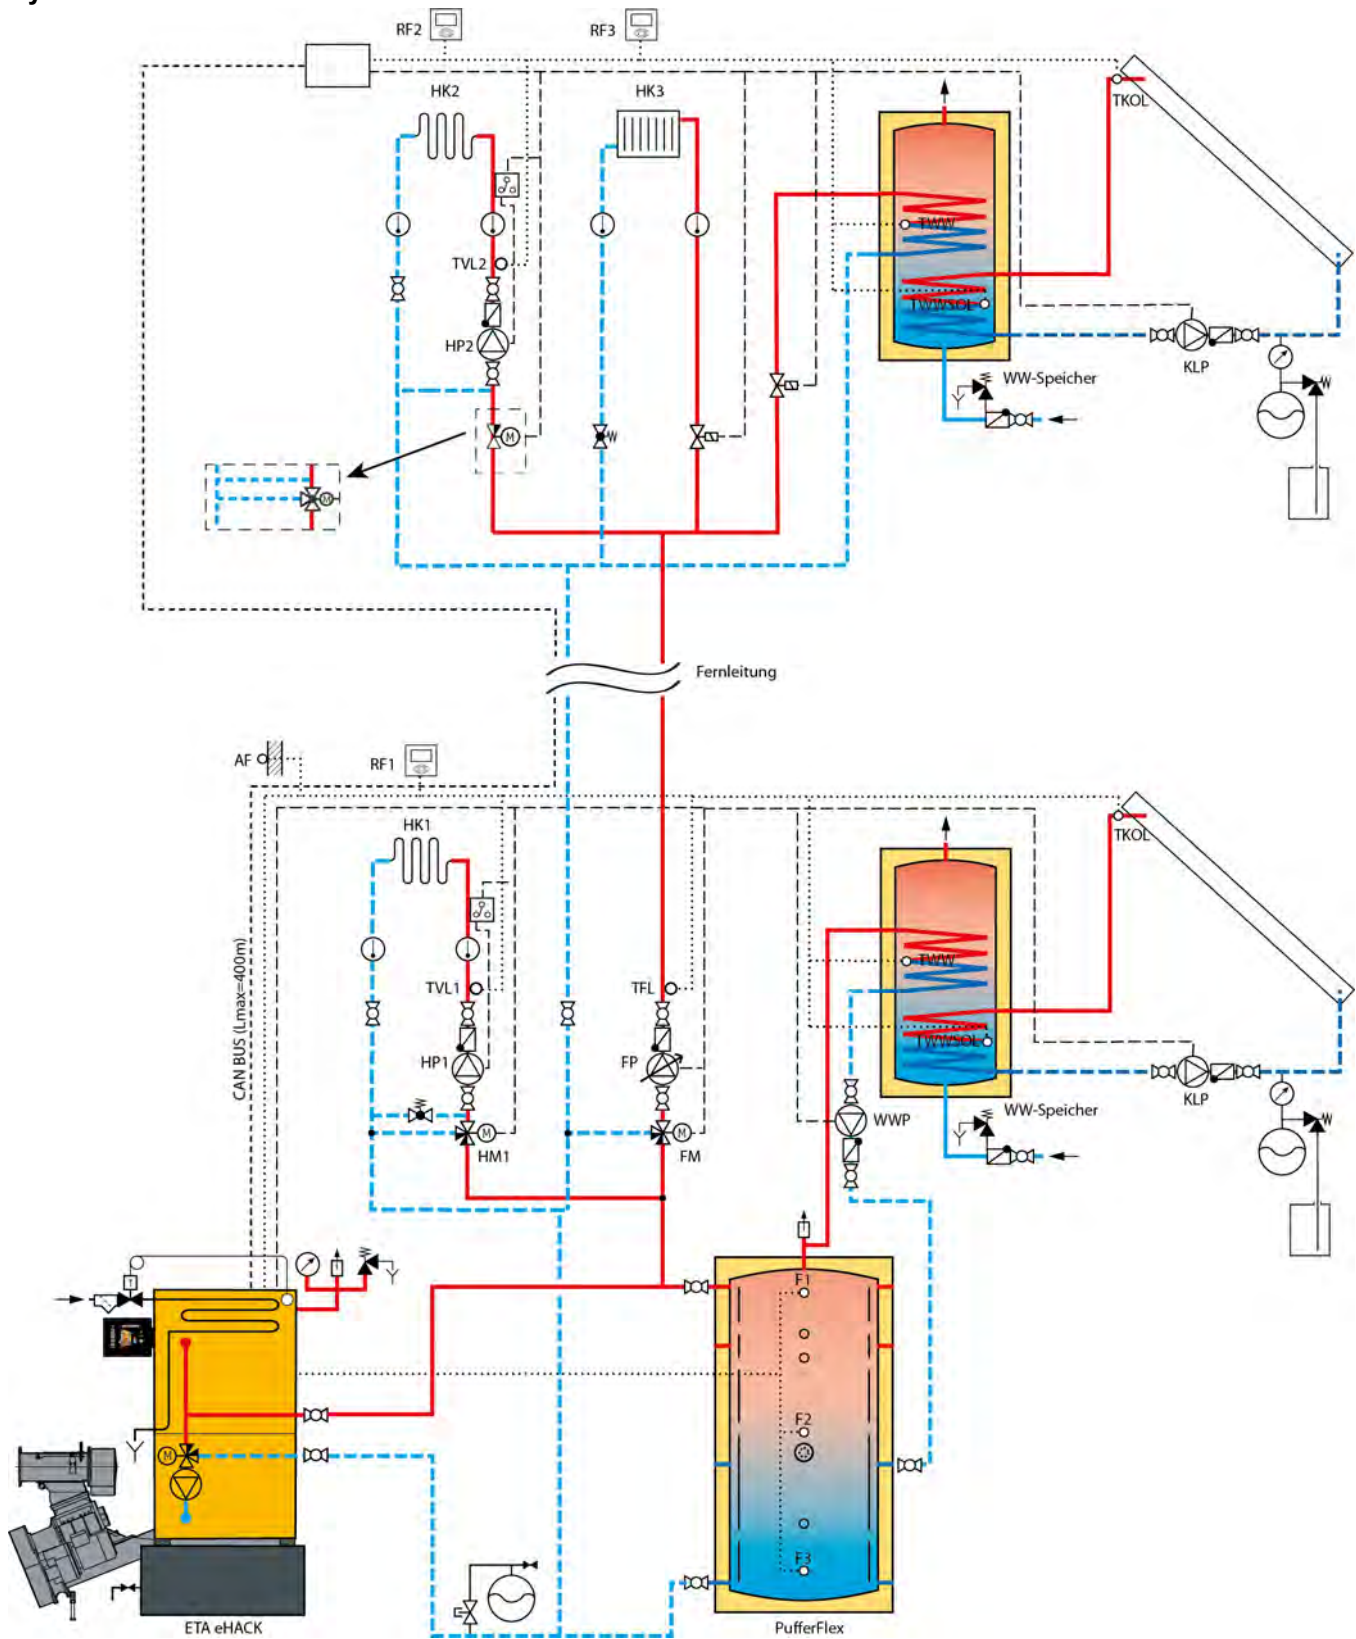 RF2
RF3
HK2
HK3
TKOL
TWW
TVL2
TWWSOL
HP2
KLP
WW-Speicher
M
M
Fernleitung
AF
RF1
HK1
TKOL
CAN BUS (Lmax=400m)
TWW
TVL1
TFL
TWWSOL
HP1
FP
KLP
WW-Speicher
WWP
M
M
HM1
FM
F1
F2
M
F3
ETA eHACK
PufferFlex